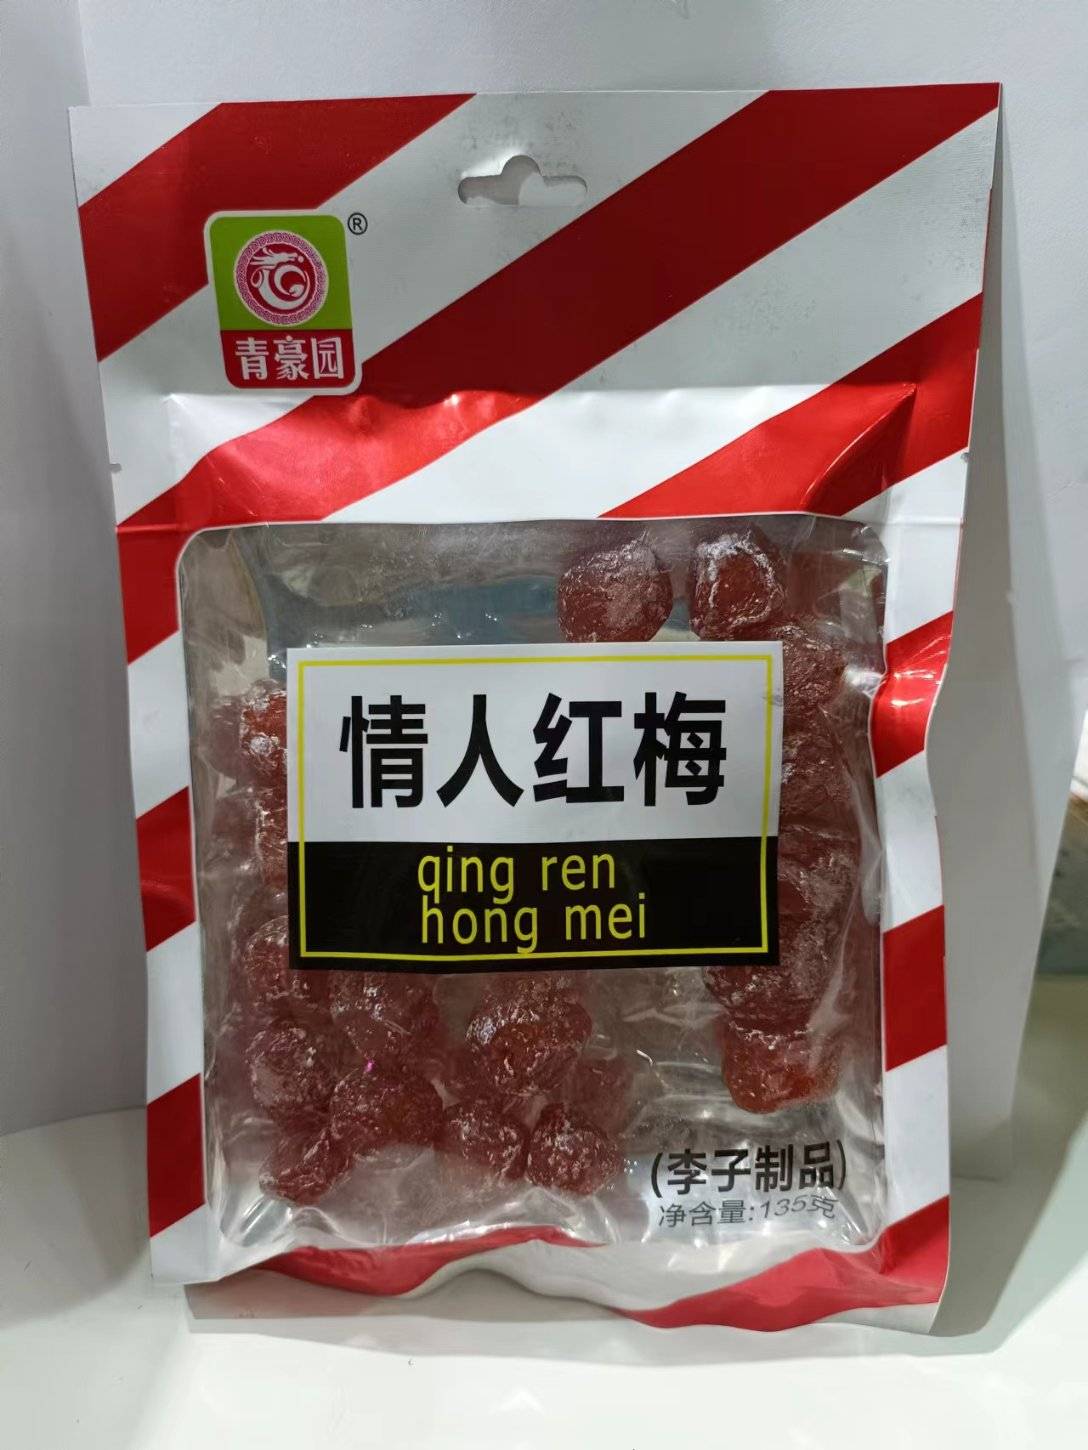 ®
青豪园
情人红梅
qing ren
hong mei
(李子制品)
净含量:135克